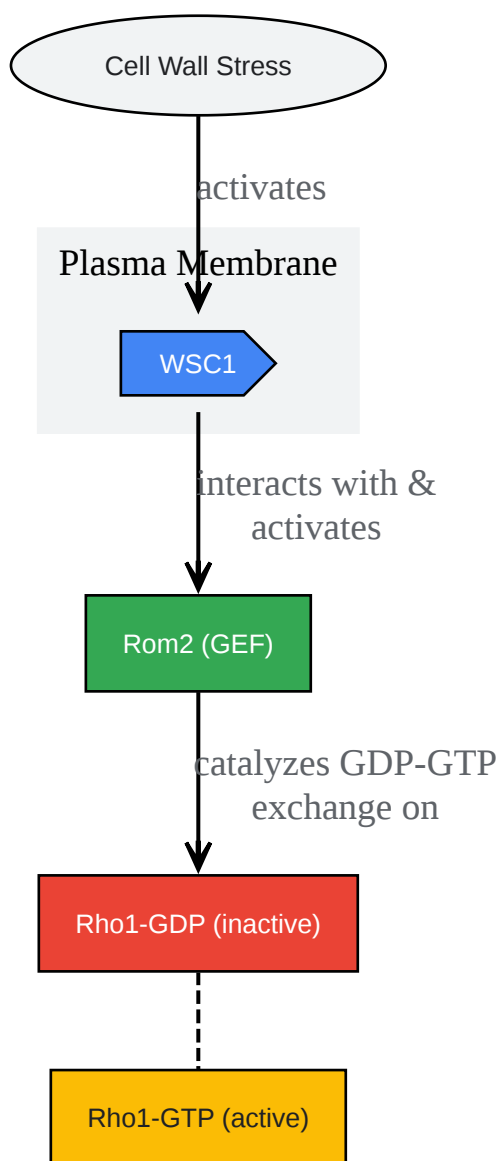 Cell Wall Stress
activates
Plasma Membrane
WSC1
interacts with &
activates
Rom2 (GEF)
catalyzes GDP-GTP
exchange on
Rho1-GDP (inactive)
Rho1-GTP (active)